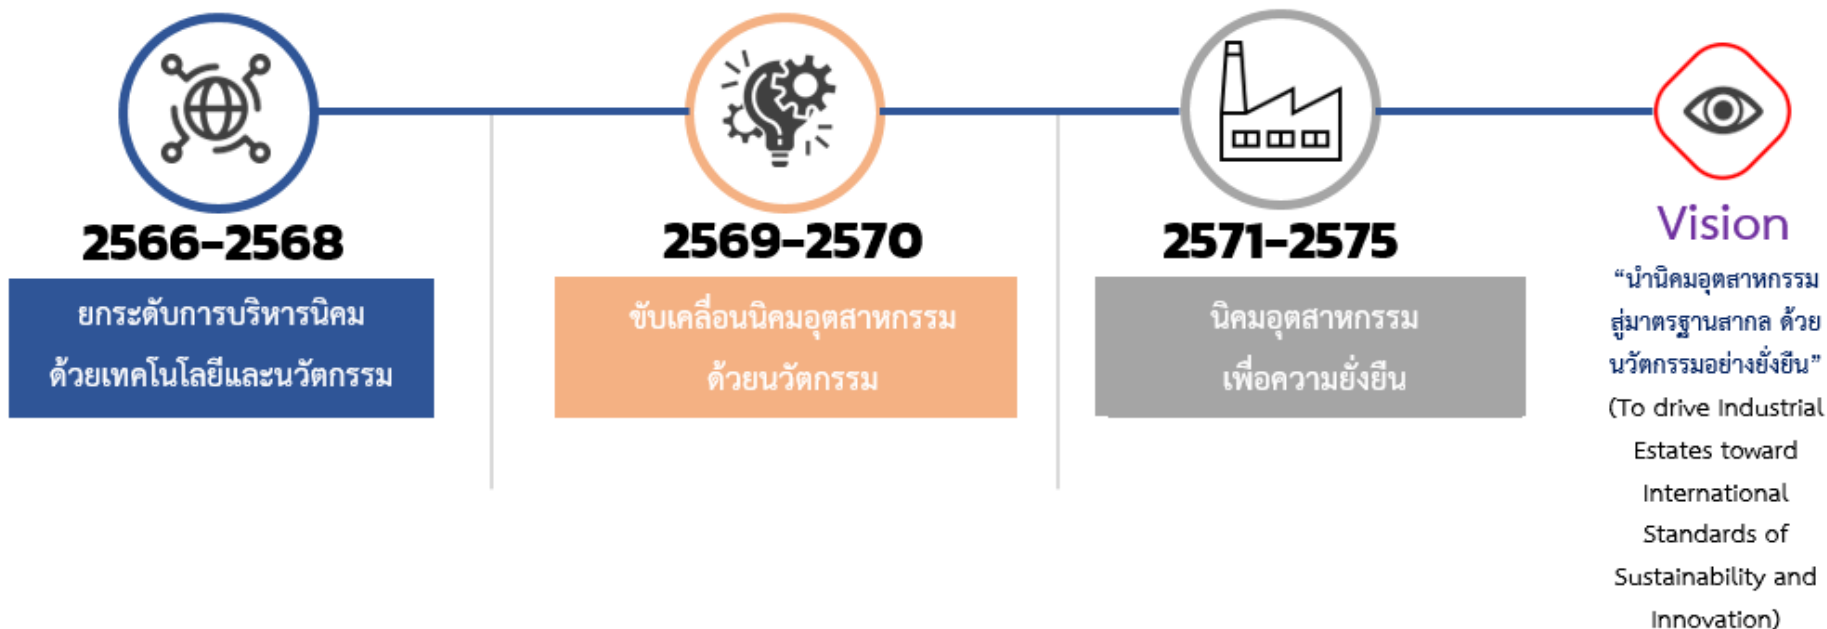 2566-2568
ยกระดับการบริหารนิคม
ด้วยเทคโนโลยีและนวัตกรรม
2569-2570
ขับเคลื่อนนิคมอุตสาหกรรม
ด้วยนวัตกรรม
2571-2575
นิคมอุตสาหกรรม
เพื่อความยั่งยืน
Vision
“นำนิคมอุตสาหกรรม
สู่มาตรฐานสากล ด้วย
นวัตกรรมอย่างยั่งยืน”
(To drive Industrial
Estates toward
International
Standards of
Sustainability and
Innovation)